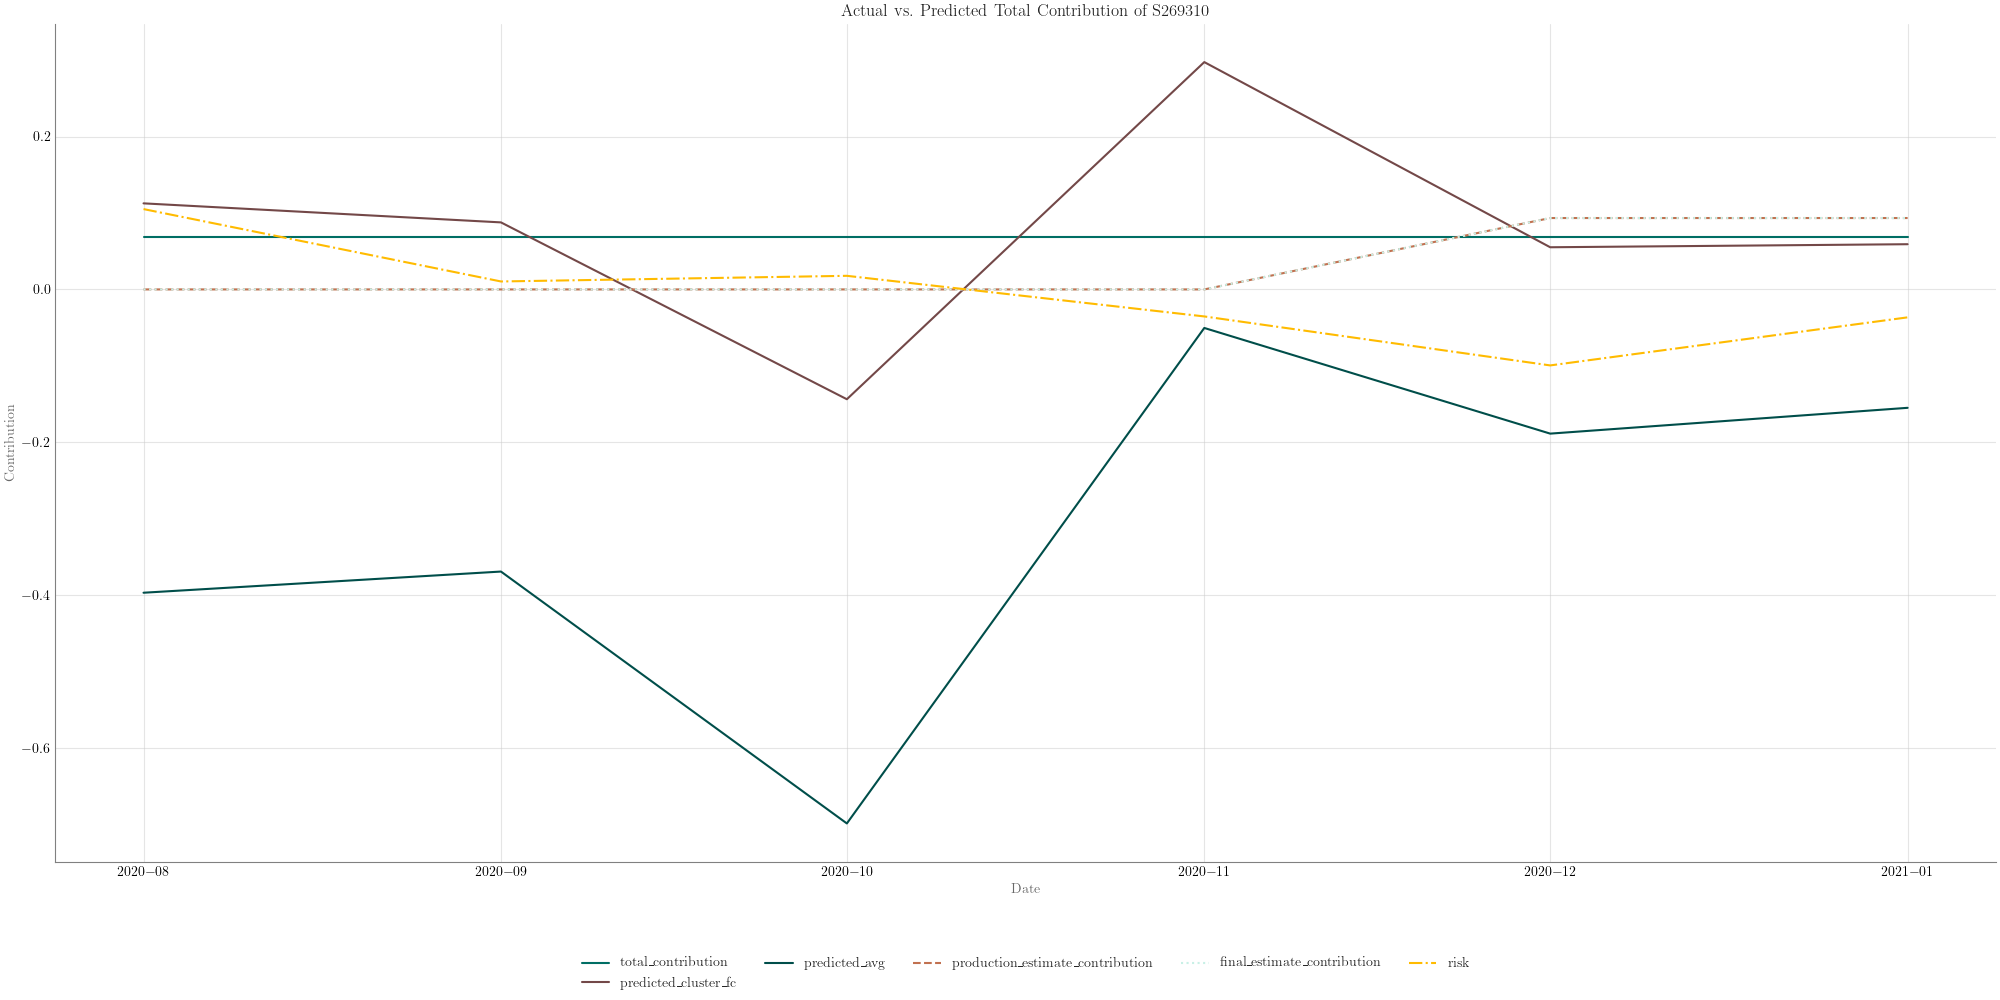 Actual vs. Predicted Total Contribution of S269310
0.2
0.0
−0.2
−0.4
−0.6
Contribution
2020−08 2020−09 2020−10 2020−11 2020−12 2021−01
Date
total_contribution predicted_avg production_estimate_contribution final_estimate_contribution risk
predicted_cluster_fc